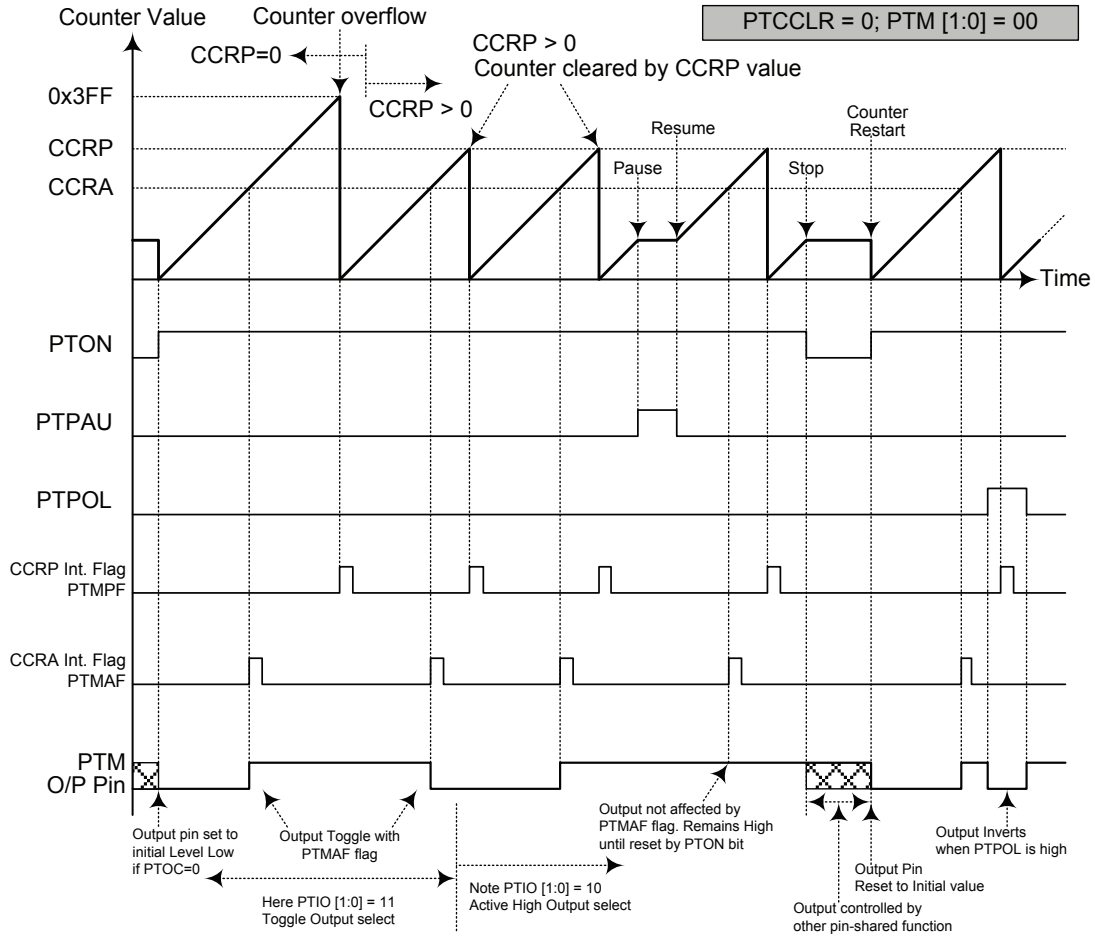 Counter Value
Counter overflow
PTCCLR = 0; PTM [1:0] = 00
CCRP=0
CCRP > 0
CCRP > 0
Counter cleared by CCRP value
0x3FF
CCRP
CCRA
Pause
Resume
Stop
Counter
Restart
Time
PTON
PTPAU
PTPOL
CCRP Int. Flag
PTMPF
CCRA Int. Flag
PTMAF
PTM
O/P Pin
Output pin set to
initial Level Low
if PTOC=0
Output Toggle with
PTMAF flag
Output not affected by
PTMAF flag. Remains High
until reset by PTON bit
Output Inverts
when PTPOL is high
Output Pin
Reset to Initial value
Here PTIO [1:0] = 11
Toggle Output select
Note PTIO [1:0] = 10
Active High Output select
Output controlled by
other pin-shared function